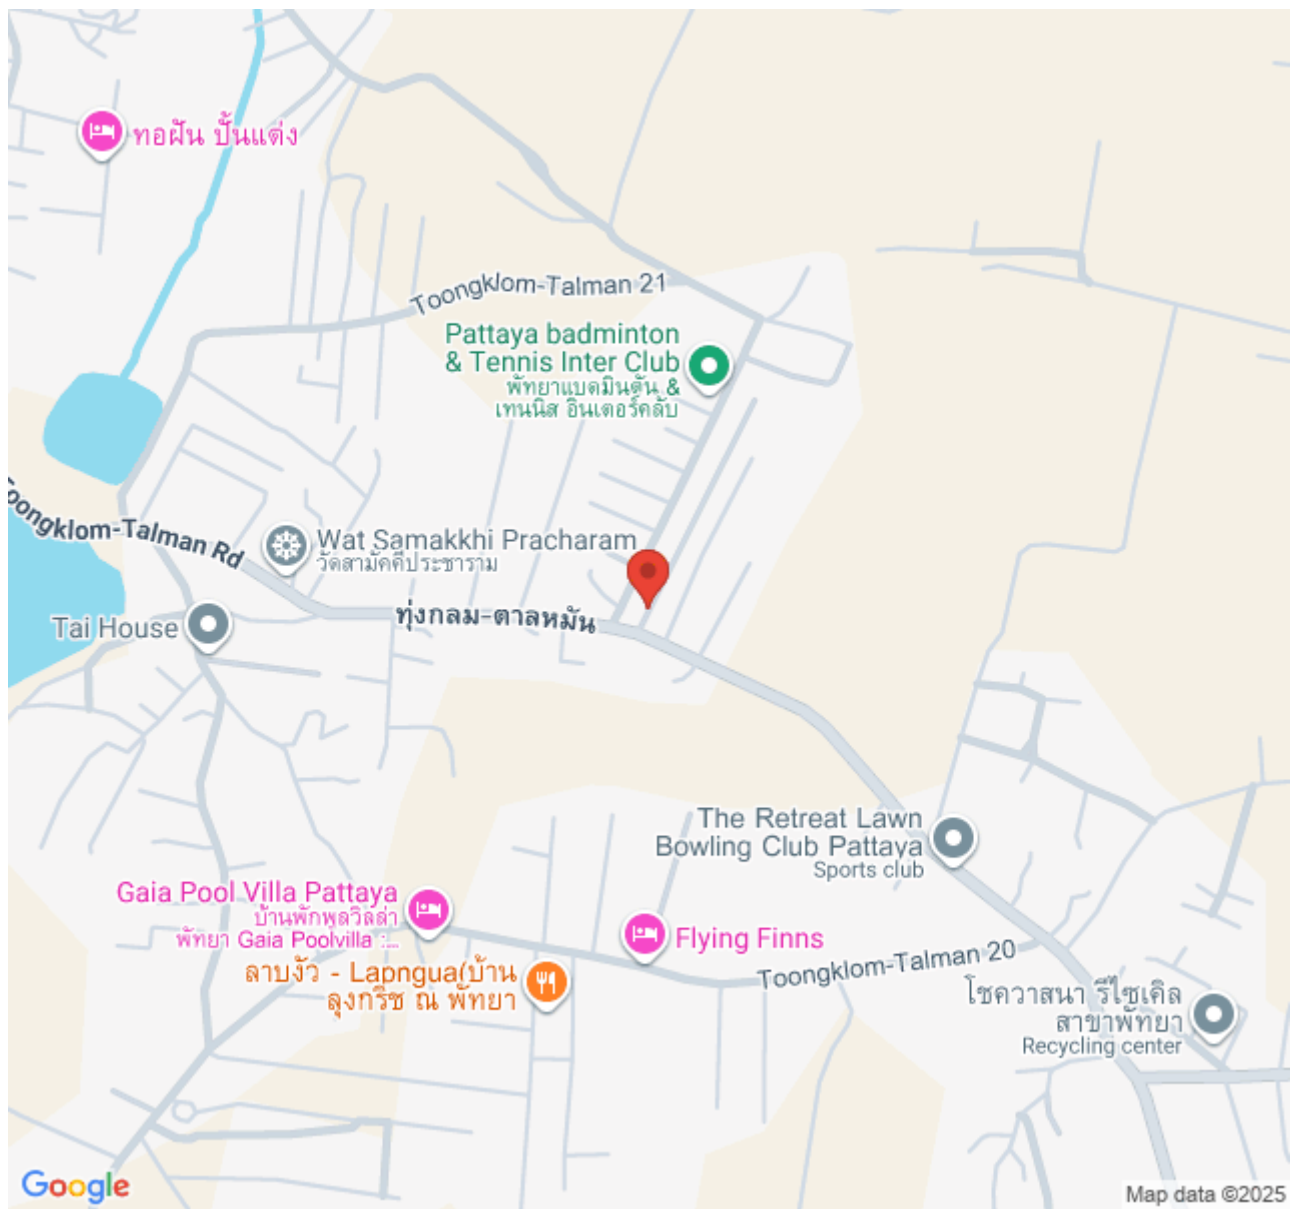 ทอฝัน ปั้นแต่ง
Toongklom-Talman 21
Pattaya badminton
& Tennis Inter Club
พัทยาแบดมินตัน &
เทนนิส อินเตอร์คลับ
Toongklom-Talman Rd
Wat Samakkhi Pracharam
วัดสามัคคีประชาราม
ทุ่งกลม-ตาลหมัน
Tai House
The Retreat Lawn
Bowling Club Pattaya
Sports club
Gaia Pool Villa Pattaya
บ้านพักพูลวิลล่า
พัทยา Gaia Poolvilla :...
Flying Finns
Toongklom-Talman 20
ลาบงัว - Lapngua(บ้าน
ลุงกริช ณ พัทยา
โชควาสนา รีไซเคิล
สาขาพัทยา
Recycling center
Google
Map data ©2025